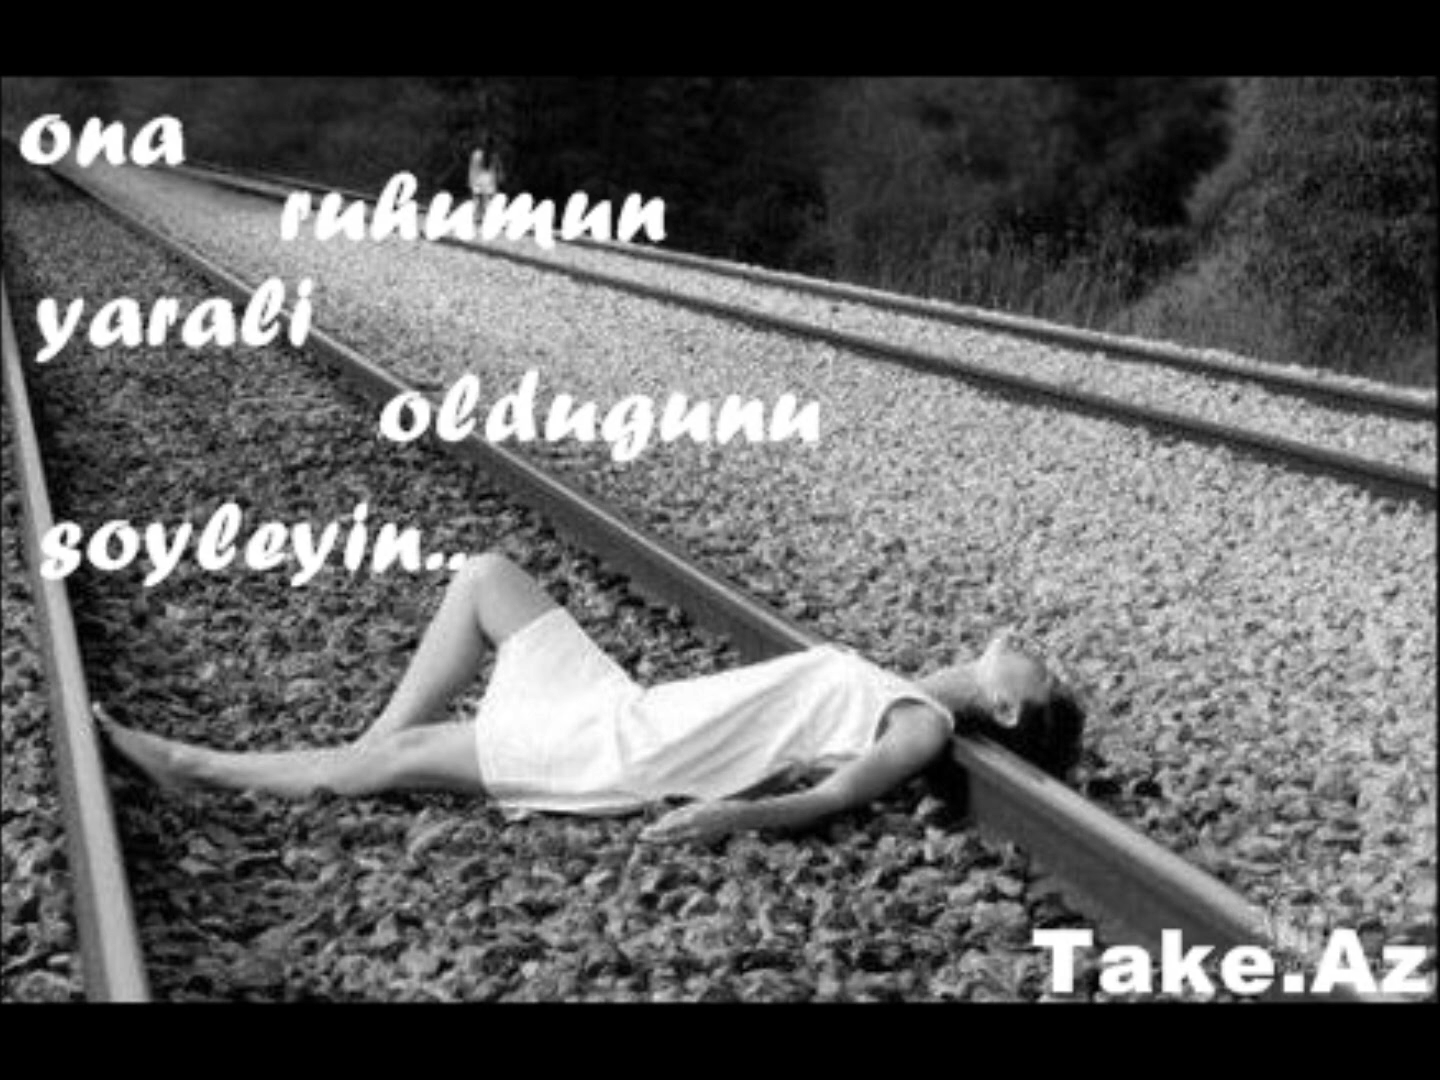 ona
ruhumun
yarali
oldugunu
soyleyin..
Take.Az